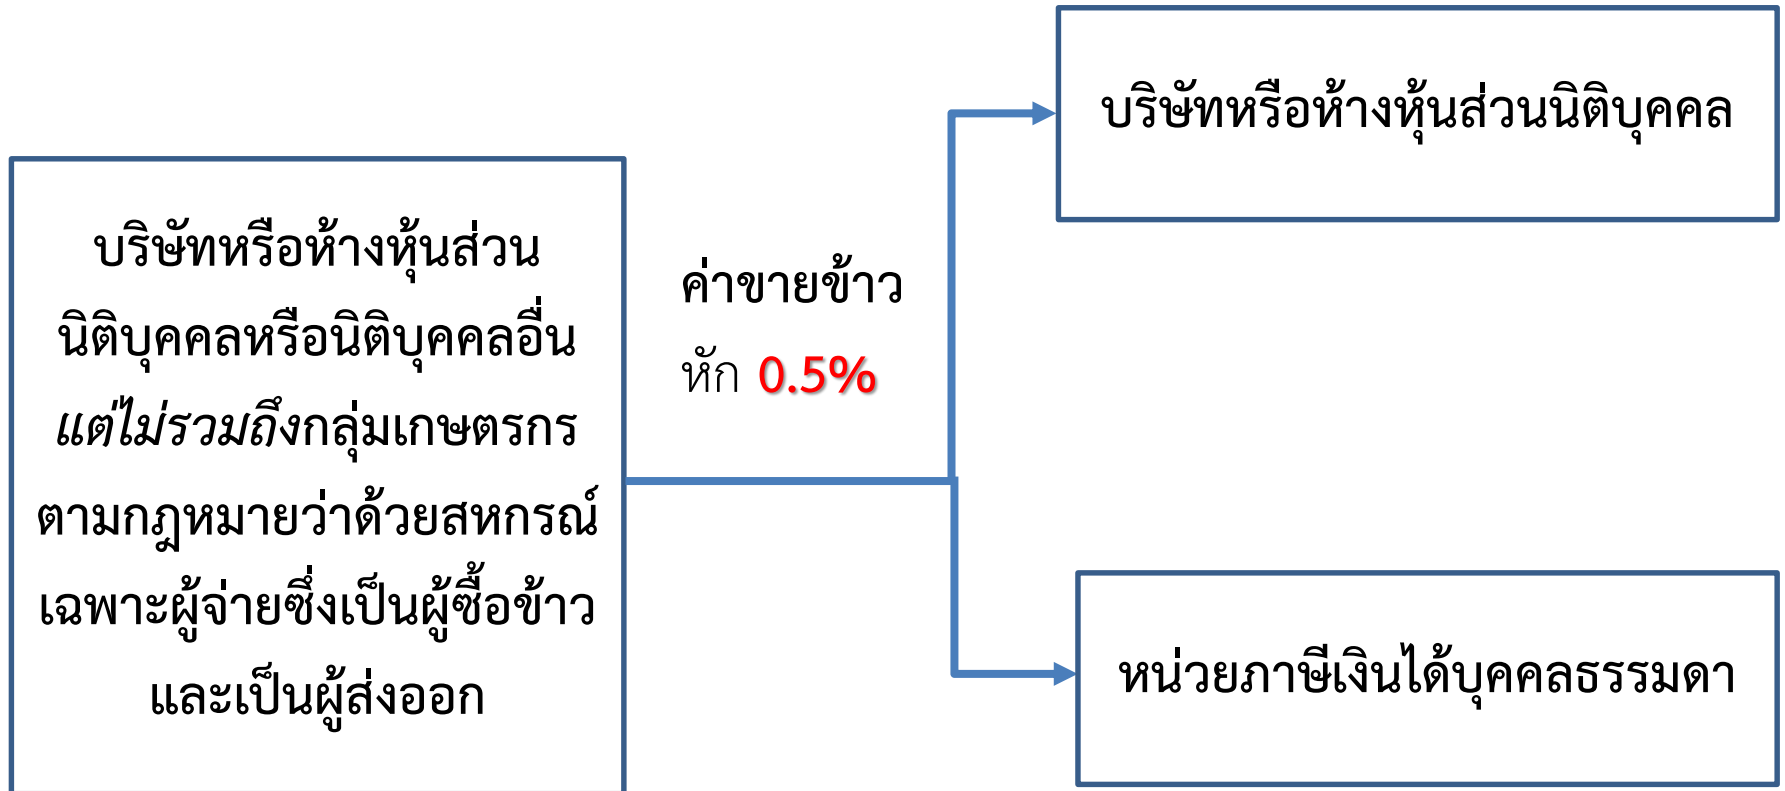 บริษัทหรือห้างหุ้นส่วน
นิติบุคคลหรือนิติบุคคลอื่น
แต่ไม่รวมถึงกลุ่มเกษตรกร
ตามกฎหมายว่าด้วยสหกรณ์
เฉพาะผู้จ่ายซึ่งเป็นผู้ซื้อข้าว
และเป็นผู้ส่งออก
ค่าขายข้าว
หัก 0.5%
บริษัทหรือห้างหุ้นส่วนนิติบุคคล
หน่วยภาษีเงินได้บุคคลธรรมดา